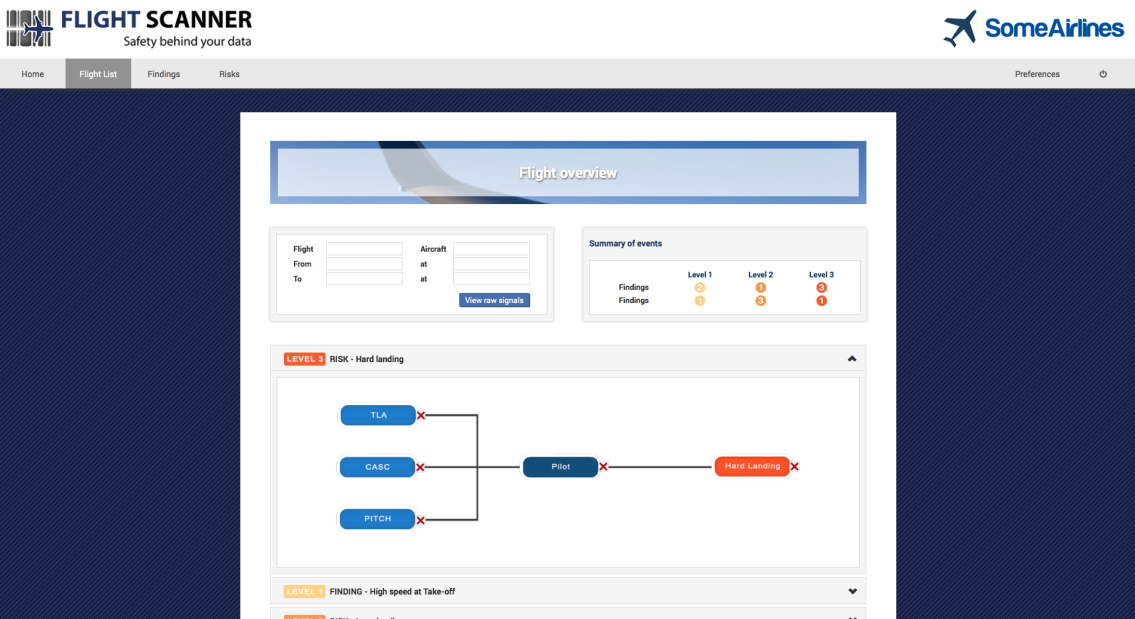 FLIGHT SCANNER
Safety behind your data
SomeAirlines
Home Flight List Findings Risks Preferences
Flight overview
Flight Aircraft
From at
To at
View raw signals
Summary of events
Level 1 Level 2 Level 3
Findings 2 1 3
Findings 1 3 1
LEVEL 3 RISK - Hard landing
TLA
CASC Pilot Hard Landing
PITCH
LEVEL 1 FINDING - High speed at Take-off